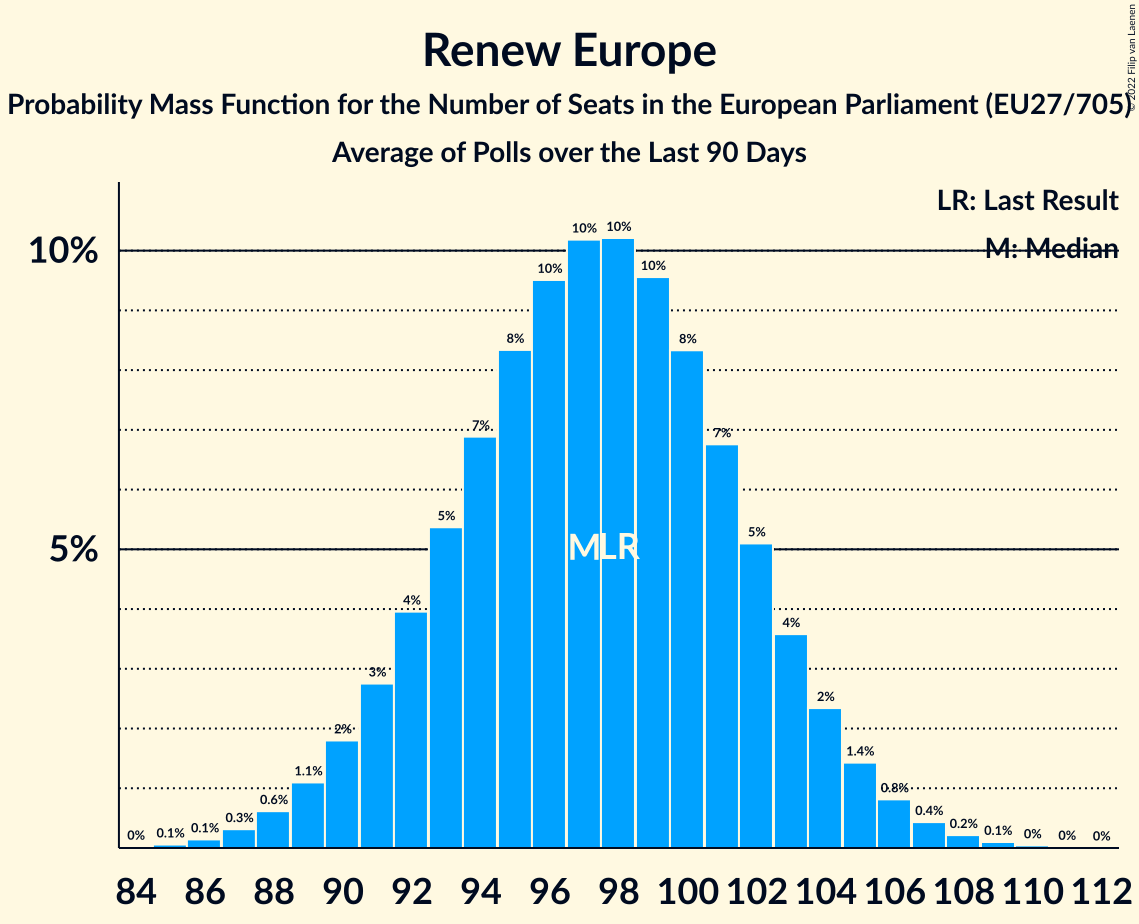 © 2022 Filip van Laenen
Renew Europe
Probability Mass Function for the Number of Seats in the European Parliament (EU27/705)
Average of Polls over the Last 90 Days
LR: Last Result
M: Median
10%
5%
0% 0.1% 0.1% 0.3% 0.6% 1.1% 2% 3% 4% 5% 7% 8% 10% 10% 10% 10% 8% 7% 5% 4% 2% 1.4% 0.8% 0.4% 0.2% 0.1% 0% 0% 0%
M LR
84 86 88 90 92 94 96 98 100 102 104 106 108 110 112